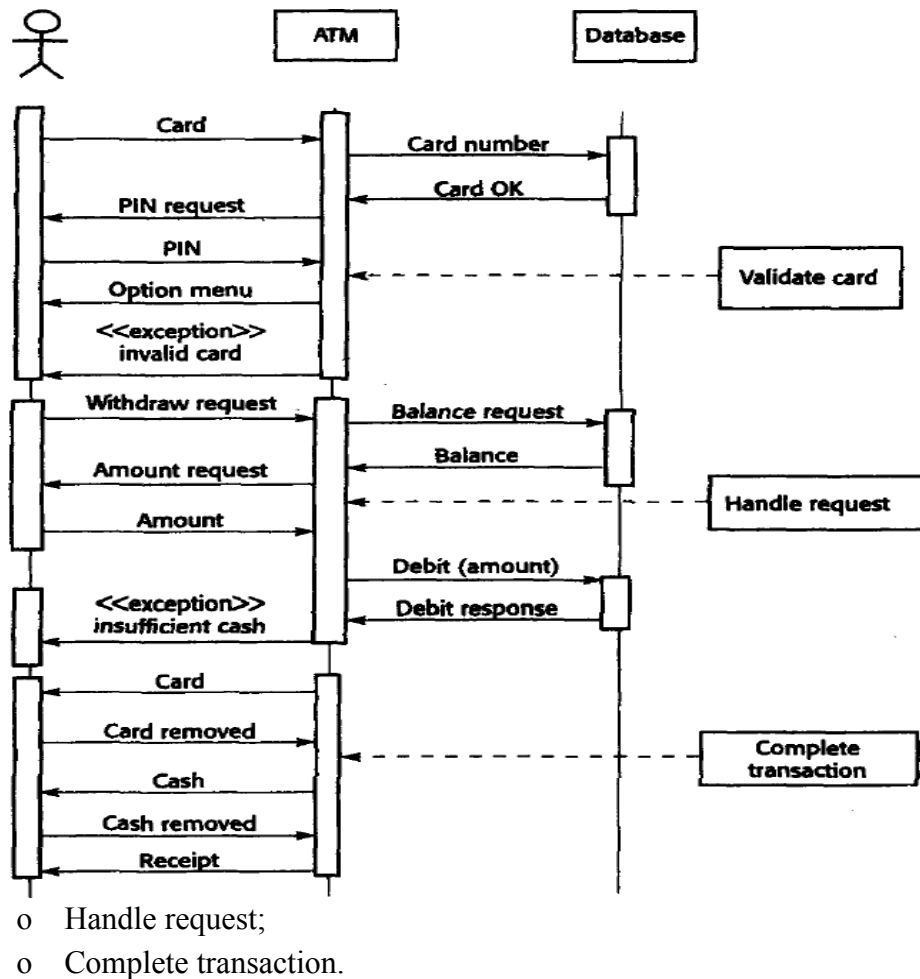 ATM
Database
Card
Card number
Card OK
PIN request
PIN
Validate card
Option menu
<<exception>>
invalid card
Withdraw request
Balance request
Balance
Amount request
Handle request
Amount
Debit (amount)
<<exception>>
Debit response
insufficient cash
Card
Card removed
Complete
transaction
Cash
Cash removed
Receipt
o Handle request;
o Complete transaction.